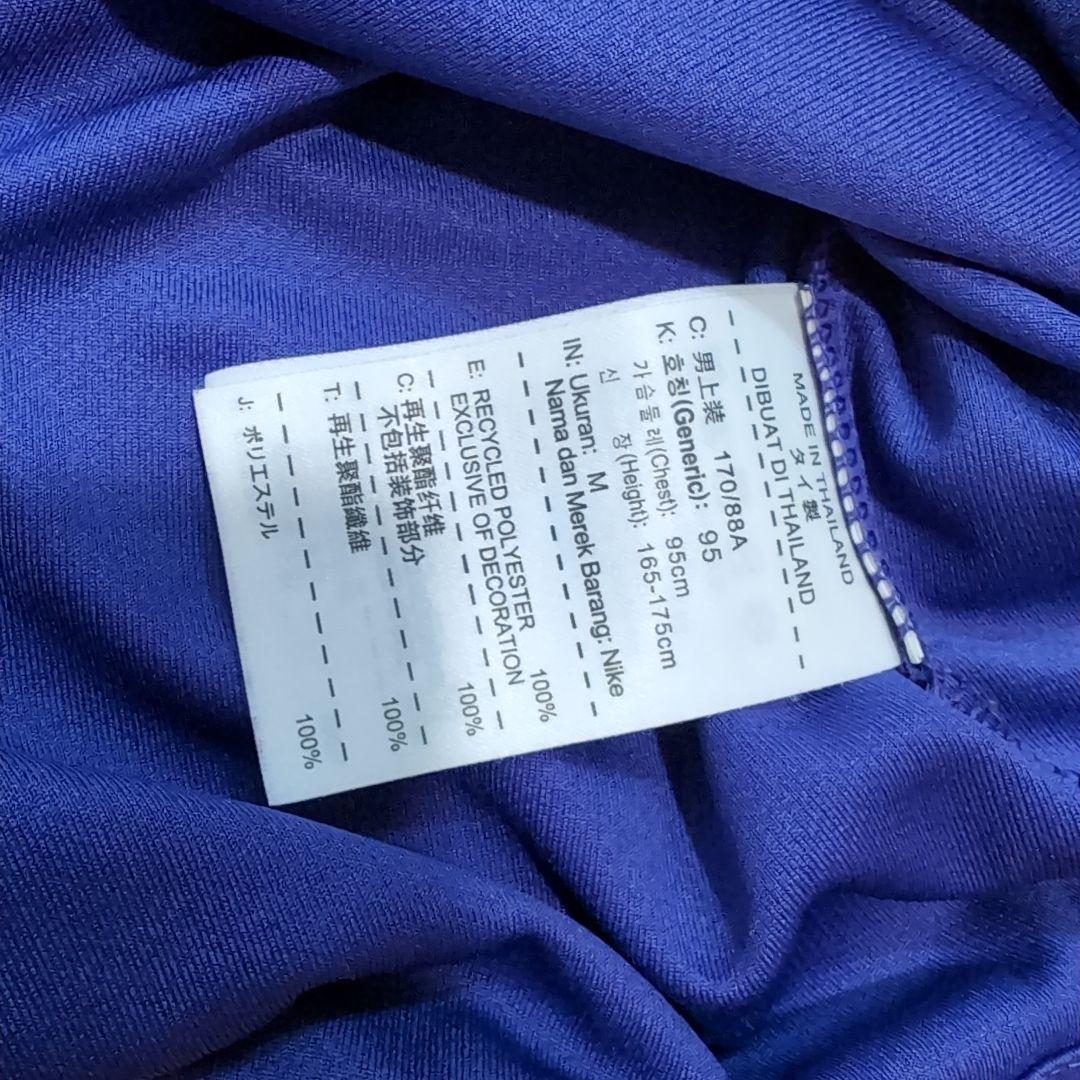 MADE IN THAILAND
タイ製
DIBUAT DI THAILAND
C: 男上装 170/88A
K: 호칭(Generic): 95
가슴둘레(Chest): 95cm
신 장(Height): 165-175cm
IN: Ukuran: M
Nama dan Merek Barang: Nike
E: RECYCLED POLYESTER 100%
EXCLUSIVE OF DECORATION
C: 再生聚酯纤维 100%
不包括装饰部分
T: 再生聚酯纖維 100%
J: ポリエステル 100%